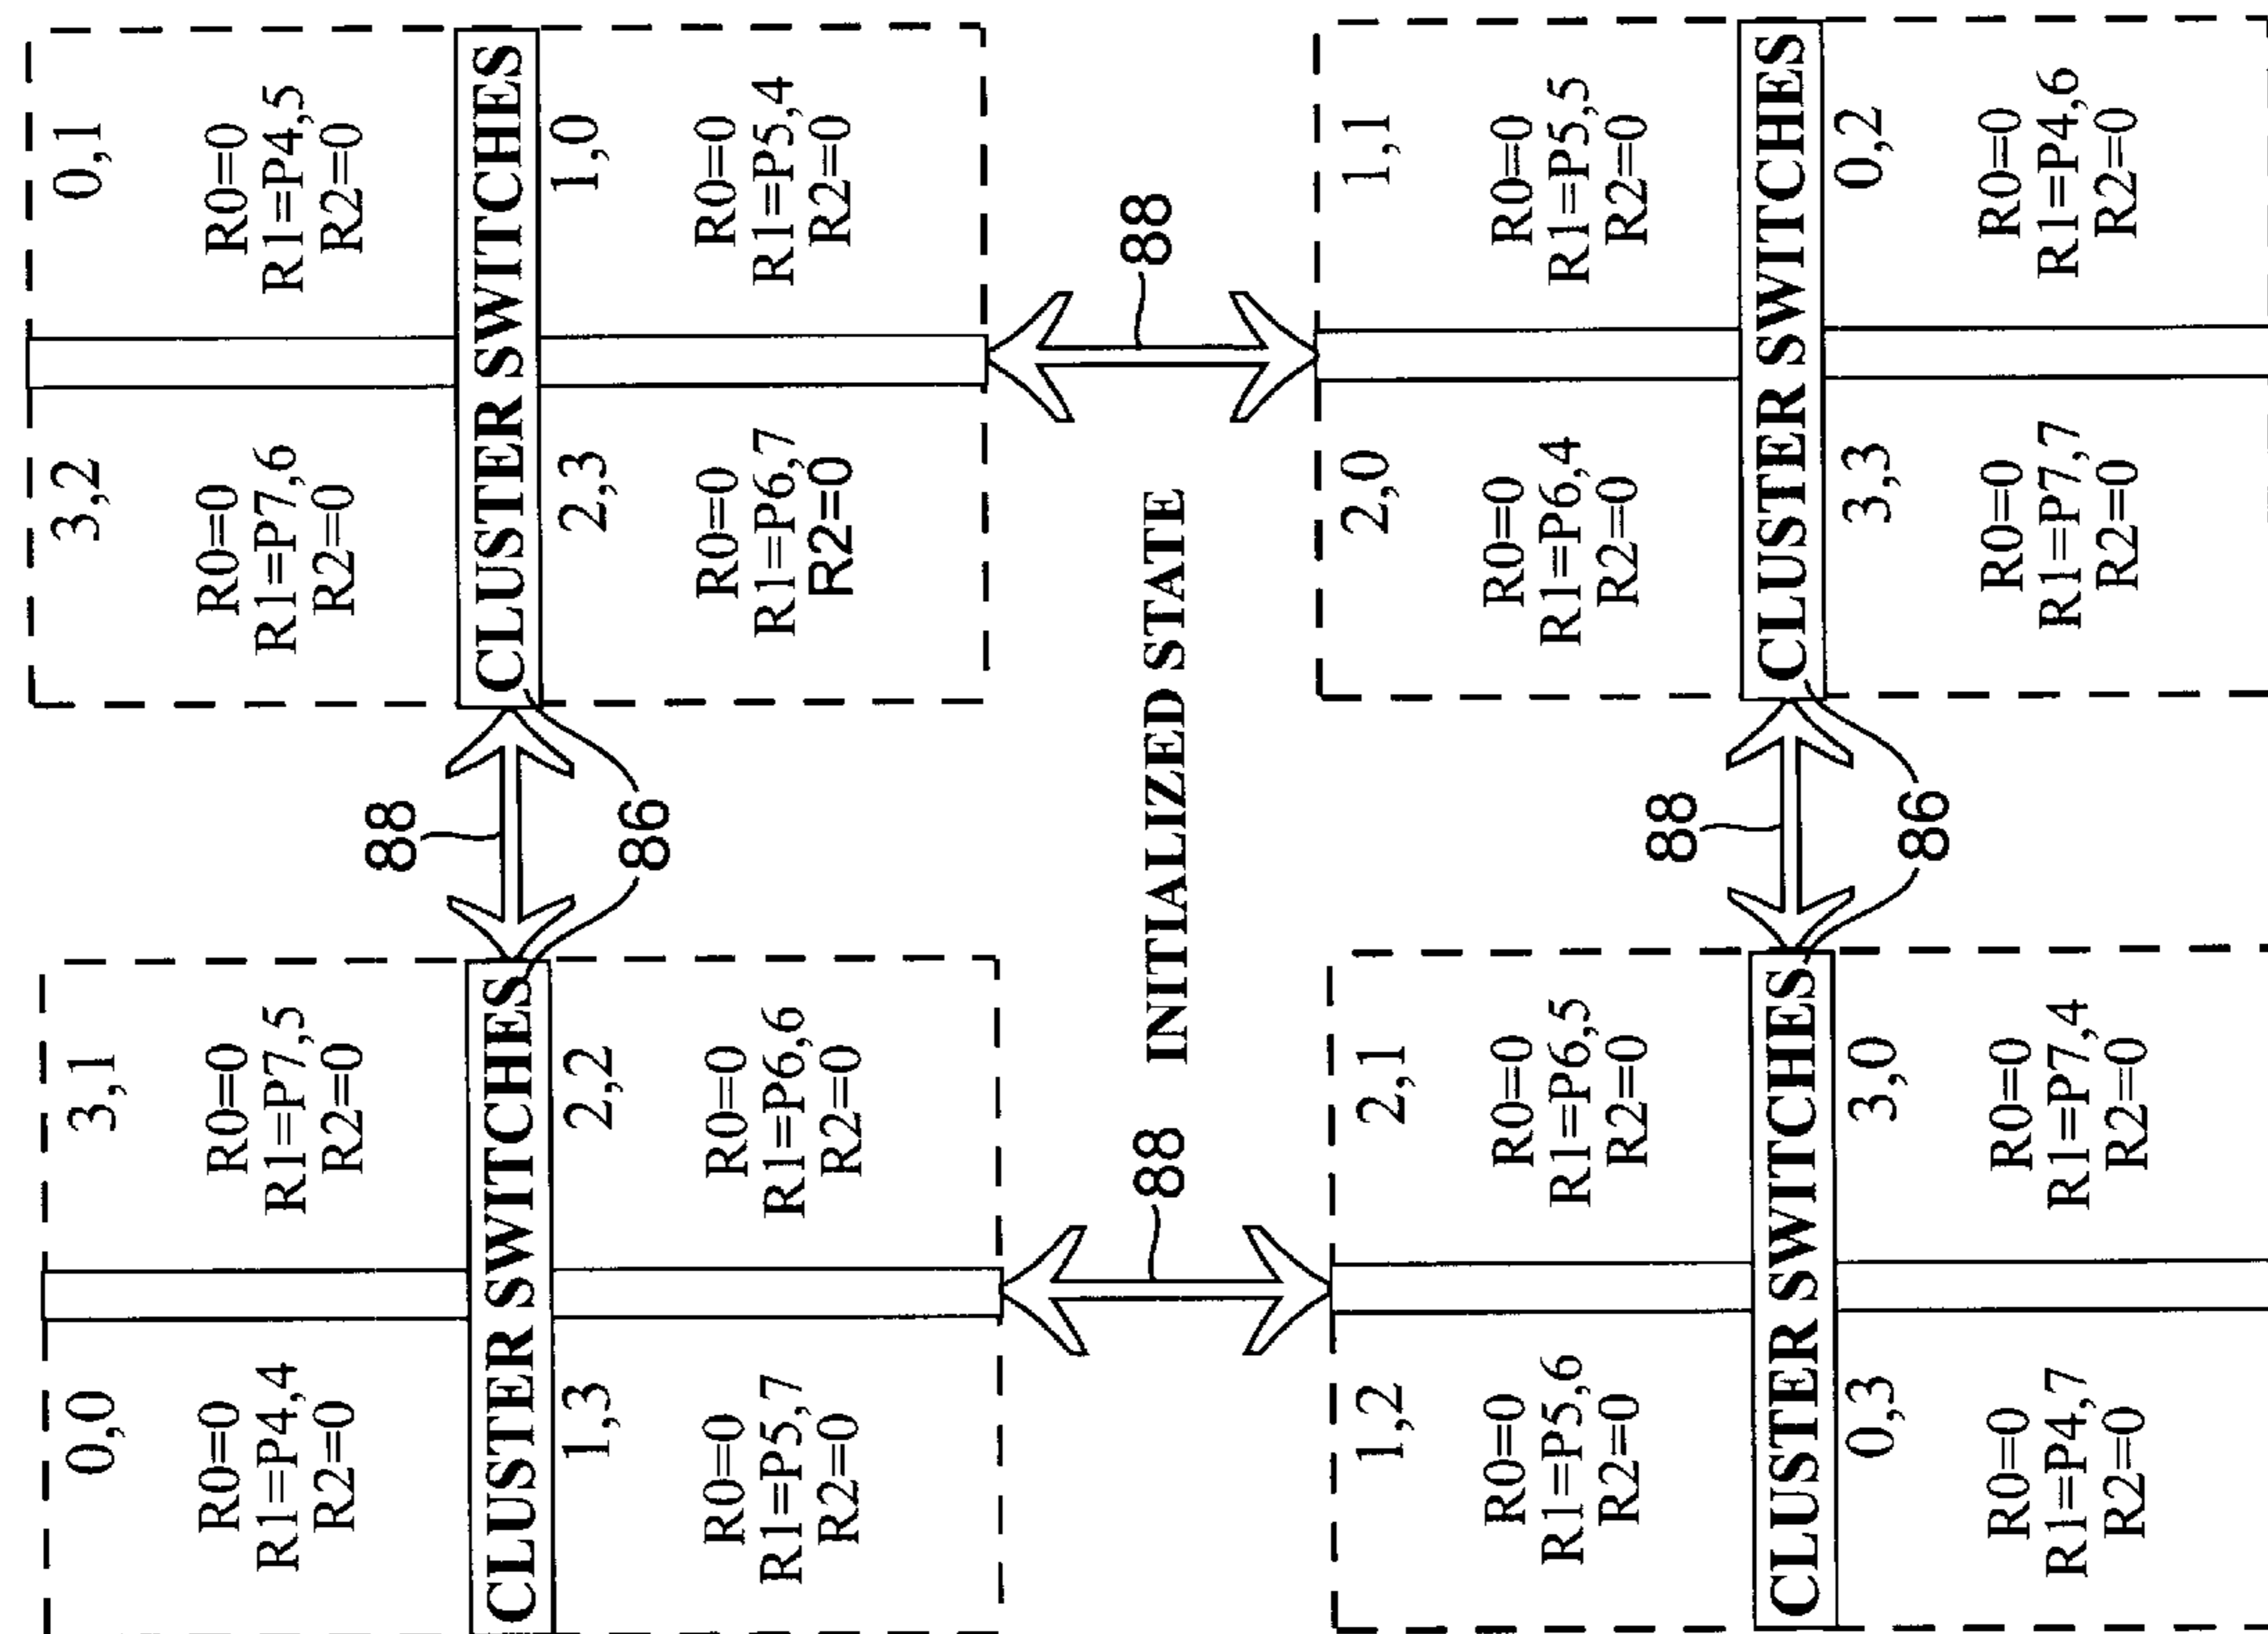 0,0
R0=0
R1=P4,4
R2=0
3,1
R0=0
R1=P7,5
R2=0
CLUSTER SWITCHES
1,3
R0=0
R1=P5,7
R2=0
2,2
R0=0
R1=P6,6
R2=0
88
86
3,2
R0=0
R1=P7,6
R2=0
0,1
R0=0
R1=P4,5
R2=0
CLUSTER SWITCHES
2,3
R0=0
R1=P6,7
R2=0
1,0
R0=0
R1=P5,4
R2=0
88
INITIALIZED STATE
88
1,2
R0=0
R1=P5,6
R2=0
2,1
R0=0
R1=P6,5
R2=0
CLUSTER SWITCHES
0,3
R0=0
R1=P4,7
R2=0
3,0
R0=0
R1=P7,4
R2=0
88
86
2,0
R0=0
R1=P6,4
R2=0
1,1
R0=0
R1=P5,5
R2=0
CLUSTER SWITCHES
3,3
R0=0
R1=P7,7
R2=0
0,2
R0=0
R1=P4,6
R2=0